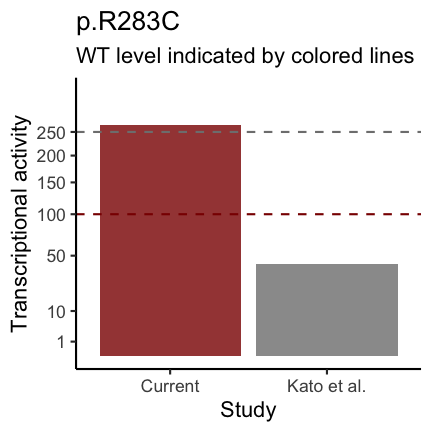 p.R283C
WT level indicated by colored lines
Transcriptional activity
250
200
150
100
50
10
1
Current
Kato et al.
Study